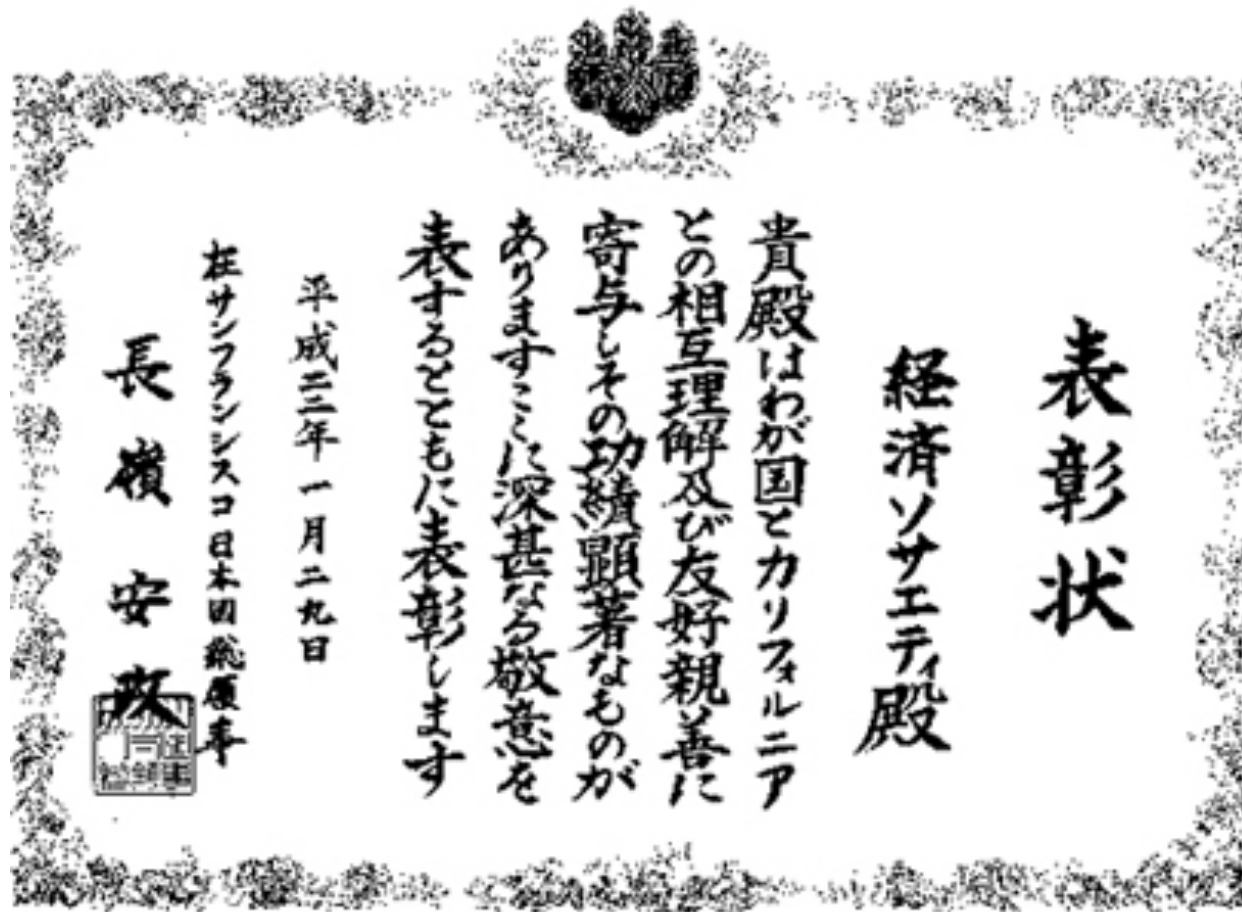 表彰状
経済ソサエティ殿
貴殿はわが国とカリフォルニア
との相互理解及び友好親善に
寄与しその功績顕著なものが
ありますここに深甚なる敬意を
表するとともに表彰します
平成二二年一月二九日
在サンフランシスコ日本国総領事
長嶺安政